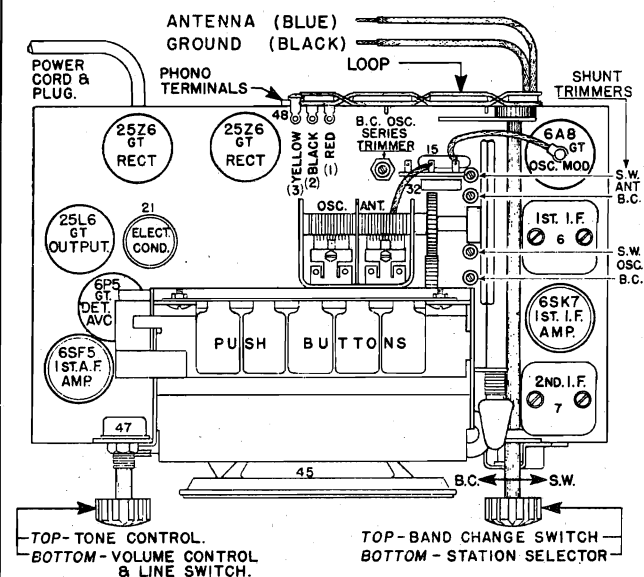 ANTENNA (BLUE)
GROUND (BLACK)
POWER
CORD &
PLUG.
PHONO
TERMINALS
LOOP
SHUNT
TRIMMERS
48
25Z6
GT
RECT
25Z6
GT
RECT
YELLOW
(3)
BLACK
(2)
RED
(1)
B.C. OSC.
SERIES
TRIMMER
15
32
6A8
GT
OSC. MOD.
S.W.
ANT
B.C.
25L6
GT
OUTPUT.
21
ELECT.
COND.
OSC.
ANT.
1ST. I.F.
6
S.W.
OSC.
B.C.
6P5
GT.
DET.
AVC
6SK7
1ST. I.F.
AMP.
PUSH BUTTONS
6SF5
1ST. A.F.
AMP.
2ND. I.F.
7
47
45
B.C.
S.W.
TOP - TONE CONTROL.
BOTTOM - VOLUME CONTROL
& LINE SWITCH.
TOP - BAND CHANGE SWITCH
BOTTOM - STATION SELECTOR